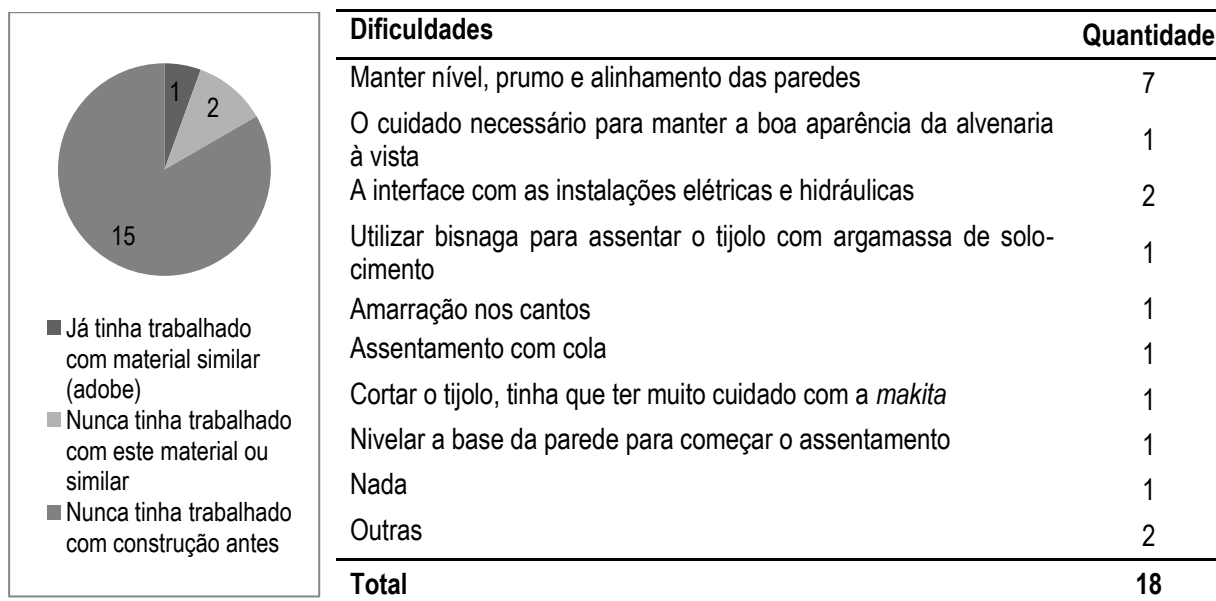 1
2
15
Já tinha trabalhado
com material similar
(adobe)
Nunca tinha trabalhado
com este material ou
similar
Nunca tinha trabalhado
com construção antes
Dificuldades Quantidade
Manter nível, prumo e alinhamento das paredes 7
O cuidado necessário para manter a boa aparência da alvenaria
à vista 1
A interface com as instalações elétricas e hidráulicas 2
Utilizar bisnaga para assentar o tijolo com argamassa de solo-
cimento 1
Amarração nos cantos 1
Assentamento com cola 1
Cortar o tijolo, tinha que ter muito cuidado com a makita 1
Nivelar a base da parede para começar o assentamento 1
Nada 1
Outras 2
Total 18